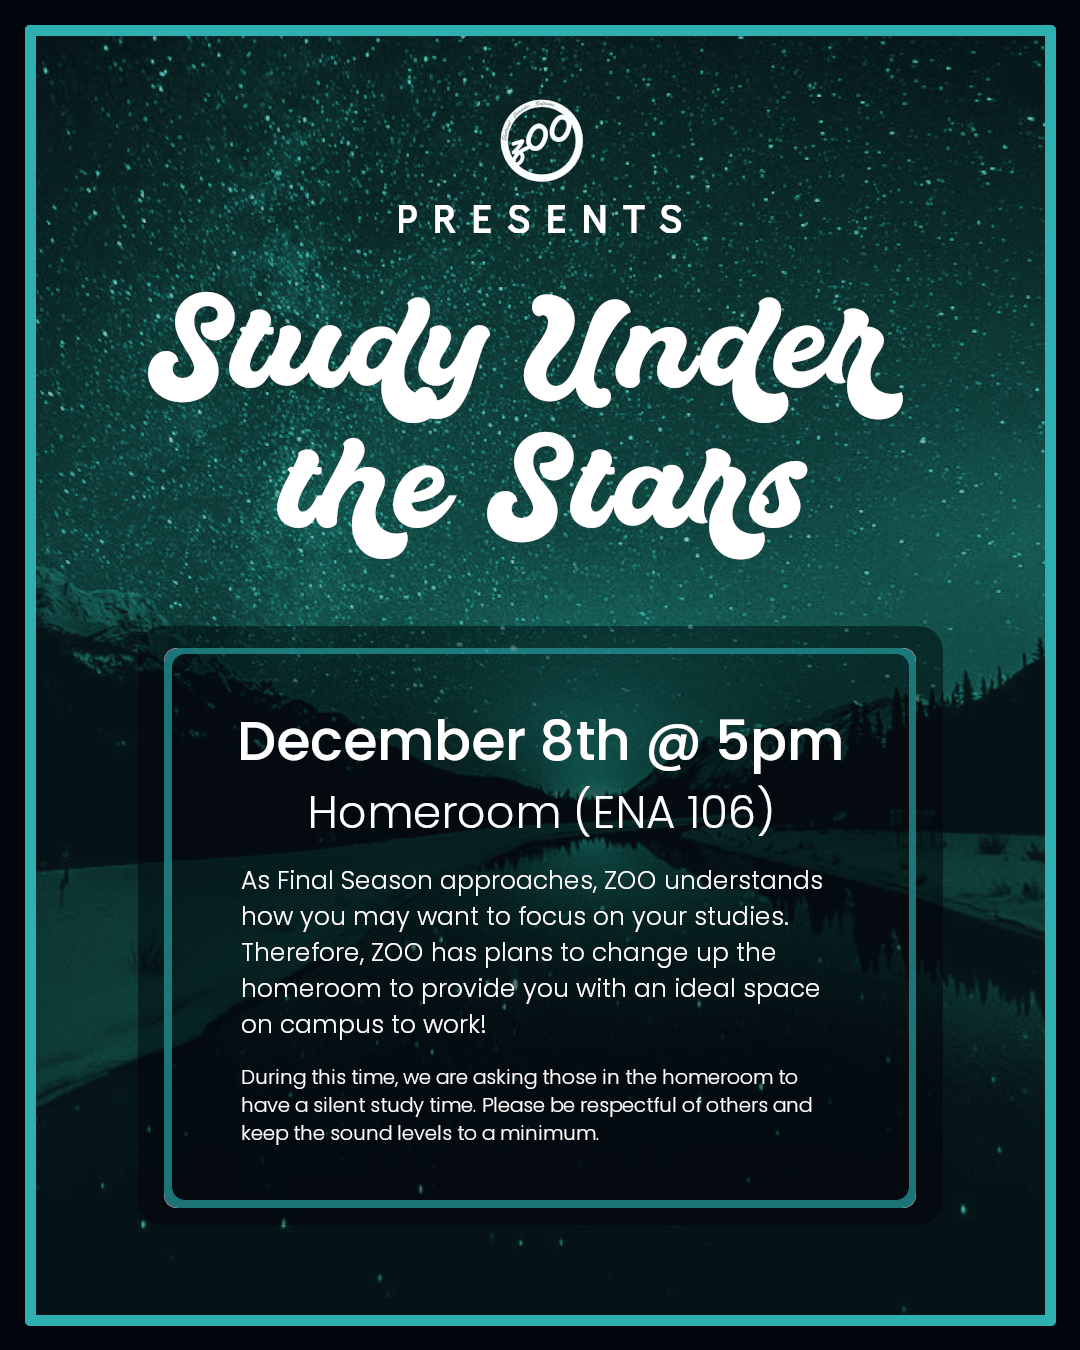 ZOO
PRESENTS
Study Under
the Stars
December 8th @ 5pm
Homeroom (ENA 106)
As Final Season approaches, ZOO understands
how you may want to focus on your studies.
Therefore, ZOO has plans to change up the
homeroom to provide you with an ideal space
on campus to work!
During this time, we are asking those in the homeroom to
have a silent study time. Please be respectful of others and
keep the sound levels to a minimum.